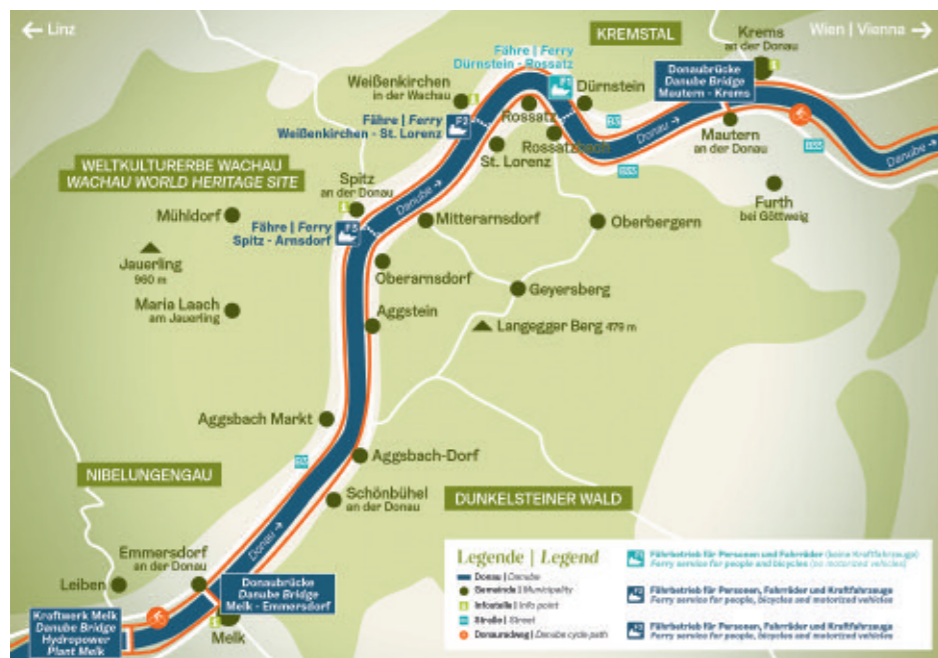 ← Linz
KREMSTAL
Krems
an der Donau
Wien | Vienna →
Fähre | Ferry
Dürnstein - Rossatz
Donaubrücke
Danube Bridge
Mautern - Krems
Weißenkirchen
in der Wachau
Dürnstein
Fähre | Ferry
Weißenkirchen - St. Lorenz
Rossatz
B3
Donau →
Rossatzbach
Mautern
an der Donau
B33
Danube →
St. Lorenz
B33
WELTKULTURERBE WACHAU
WACHAU WORLD HERITAGE SITE
Spitz
an der Donau
Danube →
Furth
bei Göttweig
Mühldorf
Mitterarnsdorf
Oberbergern
Fähre | Ferry
Spitz - Arnsdorf
Jauerling
960 m
Oberarnsdorf
Geyersberg
Maria Laach
am Jauerling
Aggstein
Langegger Berg 479 m
Aggsbach Markt
Aggsbach-Dorf
NIBELUNGENGAU
B3
Schönbühel
an der Donau
DUNKELSTEINER WALD
Donau →
Emmersdorf
an der Donau
Leiben
Donaubrücke
Danube Bridge
Melk - Emmersdorf
Kraftwerk Melk
Danube Bridge
Hydropower
Plant Melk
Melk
Legende | Legend
Donau | Danube
Gemeinde | Municipality
Infostelle | Info point
Straße | Street
Donauradweg | Danube cycle path
Fährbetrieb für Personen und Fahrräder (keine Kraftfahrzeuge)
Ferry service for people and bicycles (no motorized vehicles)
Fährbetrieb für Personen, Fahrräder und Kraftfahrzeuge
Ferry service for people, bicycles and motorized vehicles
Fährbetrieb für Personen, Fahrräder und Kraftfahrzeuge
Ferry service for people, bicycles and motorized vehicles